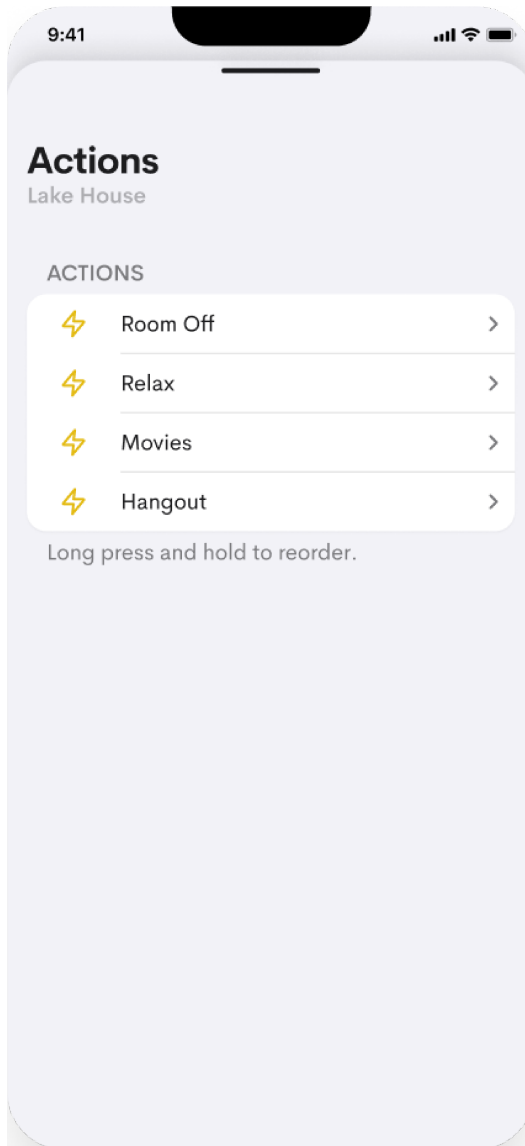 9:41
Actions
Lake House
ACTIONS
Room Off
Relax
Movies
Hangout
Long press and hold to reorder.